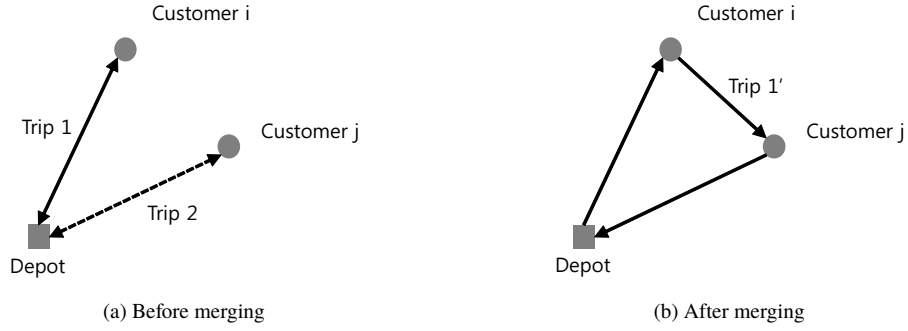 Customer i
Trip 1
Customer j
Trip 2
Depot
(a) Before merging
Customer i
Trip 1’
Customer j
Depot
(b) After merging